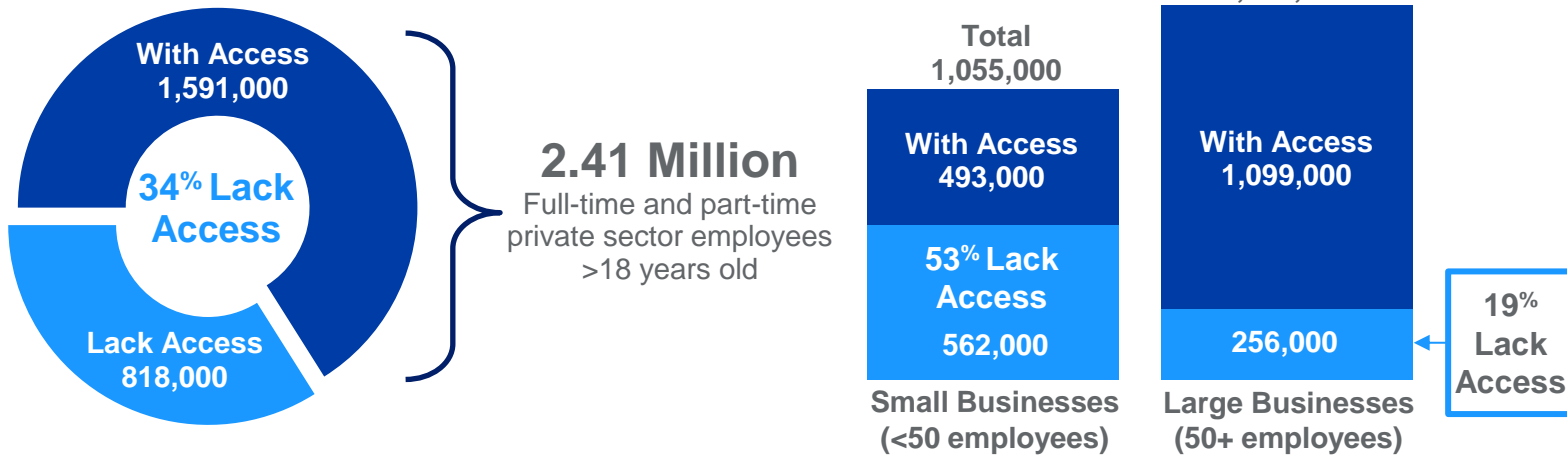 With Access
1,591,000
34% Lack
Access
Lack Access
818,000
2.41 Million
Full-time and part-time
private sector employees
>18 years old
Total
1,055,000
With Access
493,000
53% Lack
Access
562,000
Small Businesses
(<50 employees)
With Access
1,099,000
256,000
Large Businesses
(50+ employees)
19%
Lack
Access